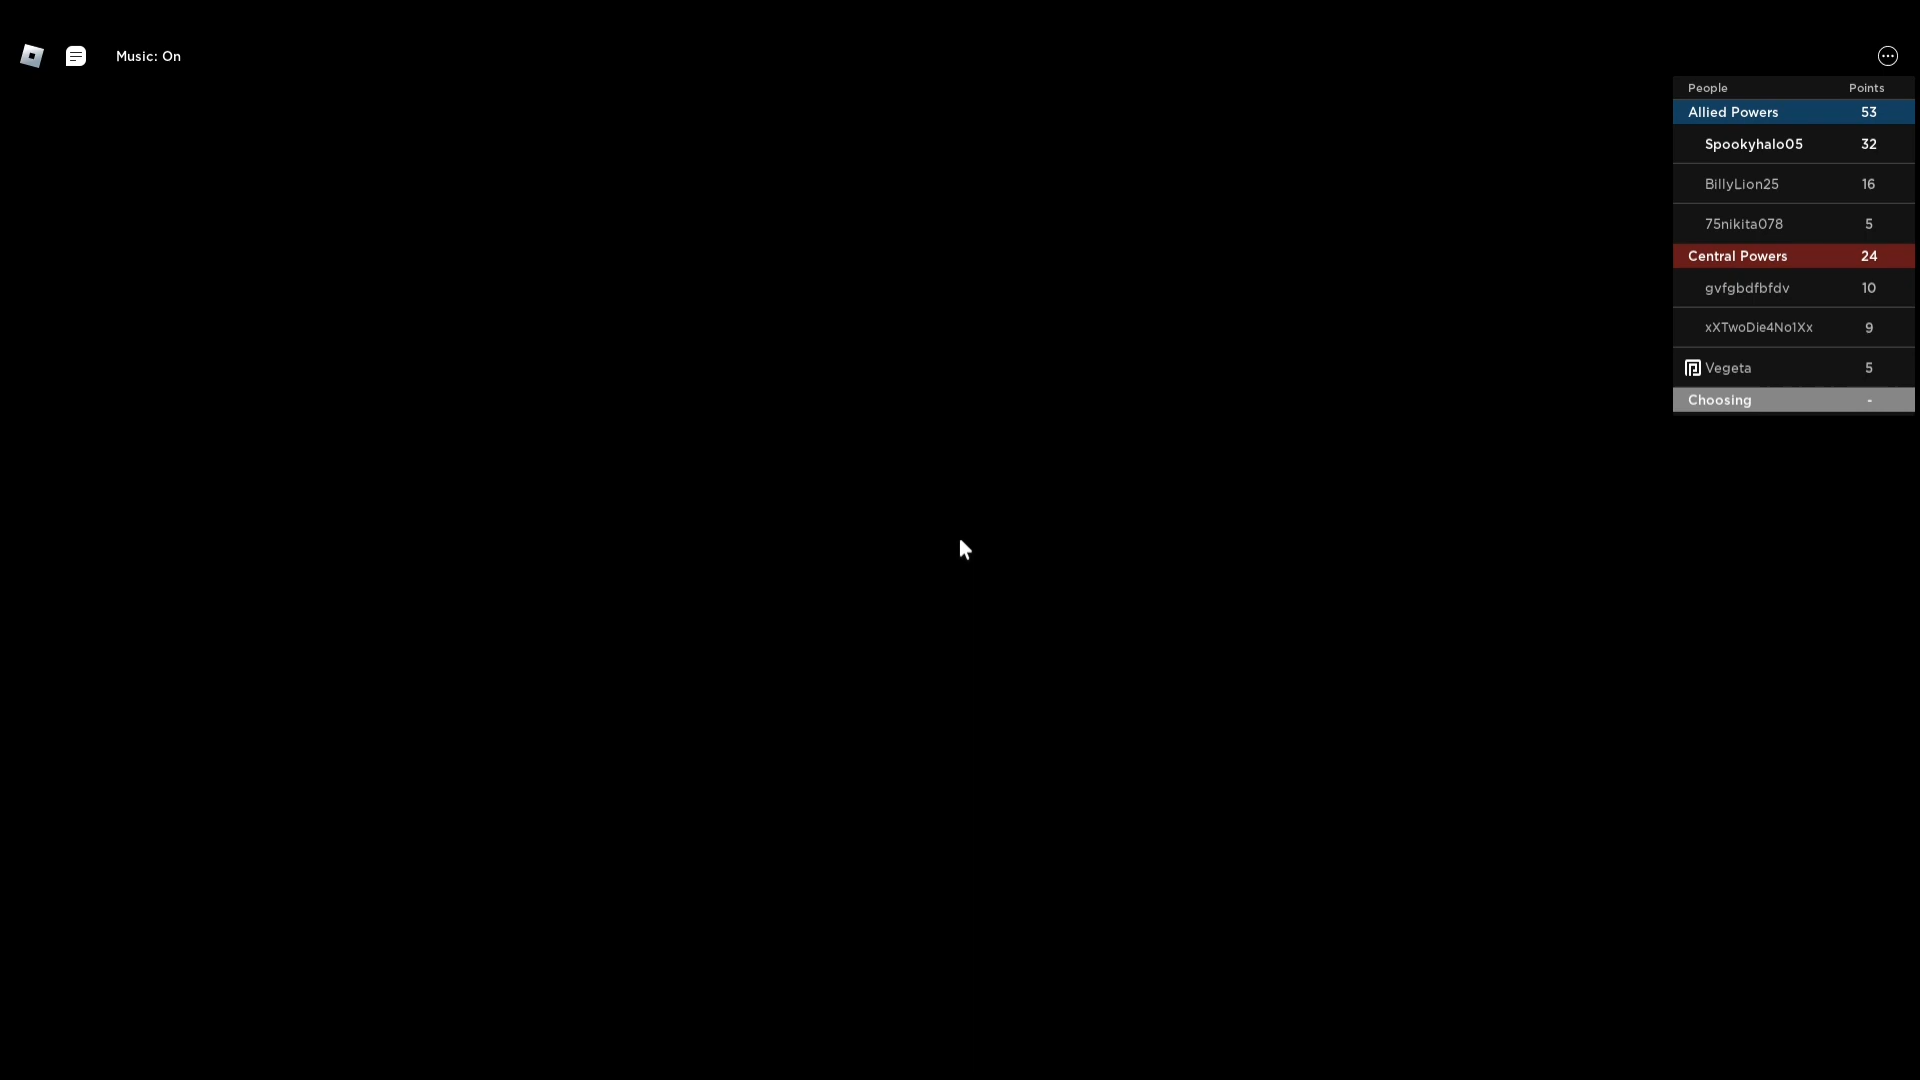 Music: On
People Points
Allied Powers 53
Spookyhalo05 32
BillyLion25 16
75nikita078 5
Central Powers 24
gvfgbdfbfdv 10
xXTwoDie4No1Xx 9
Vegeta 5
Choosing -